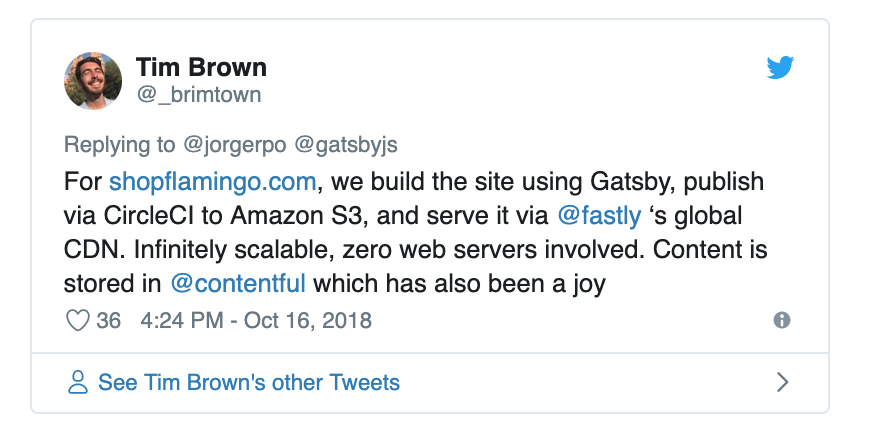 Tim Brown
@_brimtown
Replying to @jorgerpo @gatsbyjs
For shopflamingo.com, we build the site using Gatsby, publish
via CircleCI to Amazon S3, and serve it via @fastly ‘s global
CDN. Infinitely scalable, zero web servers involved. Content is
stored in @contentful which has also been a joy
36 4:24 PM - Oct 16, 2018
See Tim Brown's other Tweets